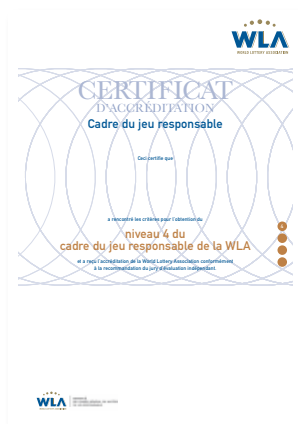 WLA
WORLD LOTTERY ASSOCIATION
CERTIFICAT
D'ACCRÉDITATION
Cadre du jeu responsable
Ceci certifie que
a rencontré les critères pour l'obtention du
niveau 4 du
cadre du jeu responsable de la WLA
4
et a reçu l'accréditation de la World Lottery Association conformément
à la recommandation du jury d'évaluation indépendant.
WLA